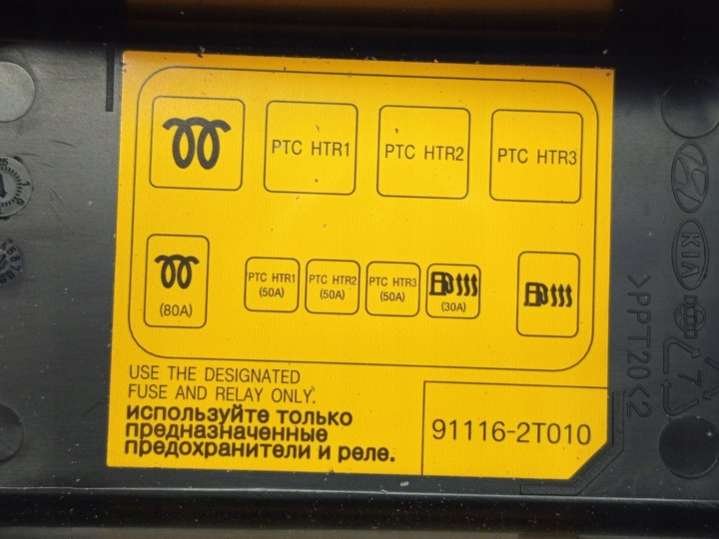 PTC HTR1
PTC HTR2
PTC HTR3
(80A)
PTC HTR1
(50A)
PTC HTR2
(50A)
PTC HTR3
(50A)
(30A)
USE THE DESIGNATED
FUSE AND RELAY ONLY.
используйте только
предназначенные
предохранители и реле.
91116-2T010
KIA
>PPT20<2